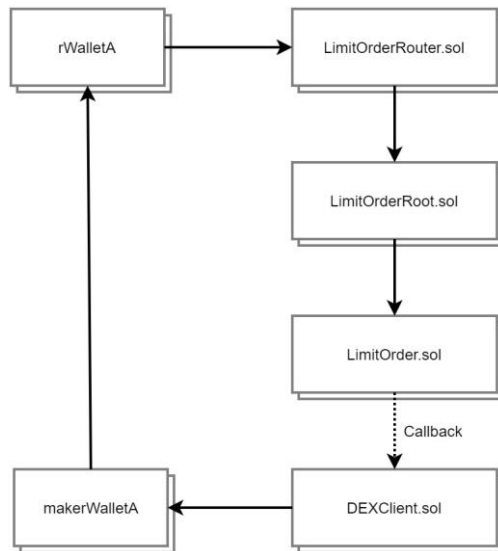 rWalletA
LimitOrderRouter.sol
LimitOrderRoot.sol
LimitOrder.sol
Callback
makerWalletA
DEXClient.sol